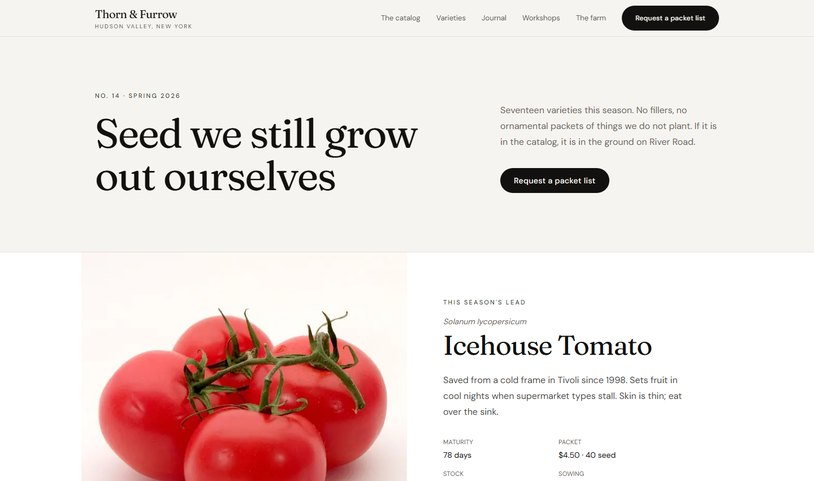 Thorn & Furrow
HUDSON VALLEY, NEW YORK
The catalog
Varieties
Journal
Workshops
The farm
Request a packet list
NO. 14 · SPRING 2026
Seed we still grow
out ourselves
Seventeen varieties this season. No fillers, no
ornamental packets of things we do not plant. If it is
in the catalog, it is in the ground on River Road.
Request a packet list
THIS SEASON'S LEAD
Solanum lycopersicum
Icehouse Tomato
Saved from a cold frame in Tivoli since 1998. Sets fruit in
cool nights when supermarket types stall. Skin is thin; eat
over the sink.
MATURITY
78 days
PACKET
$4.50 · 40 seed
STOCK
SOWING